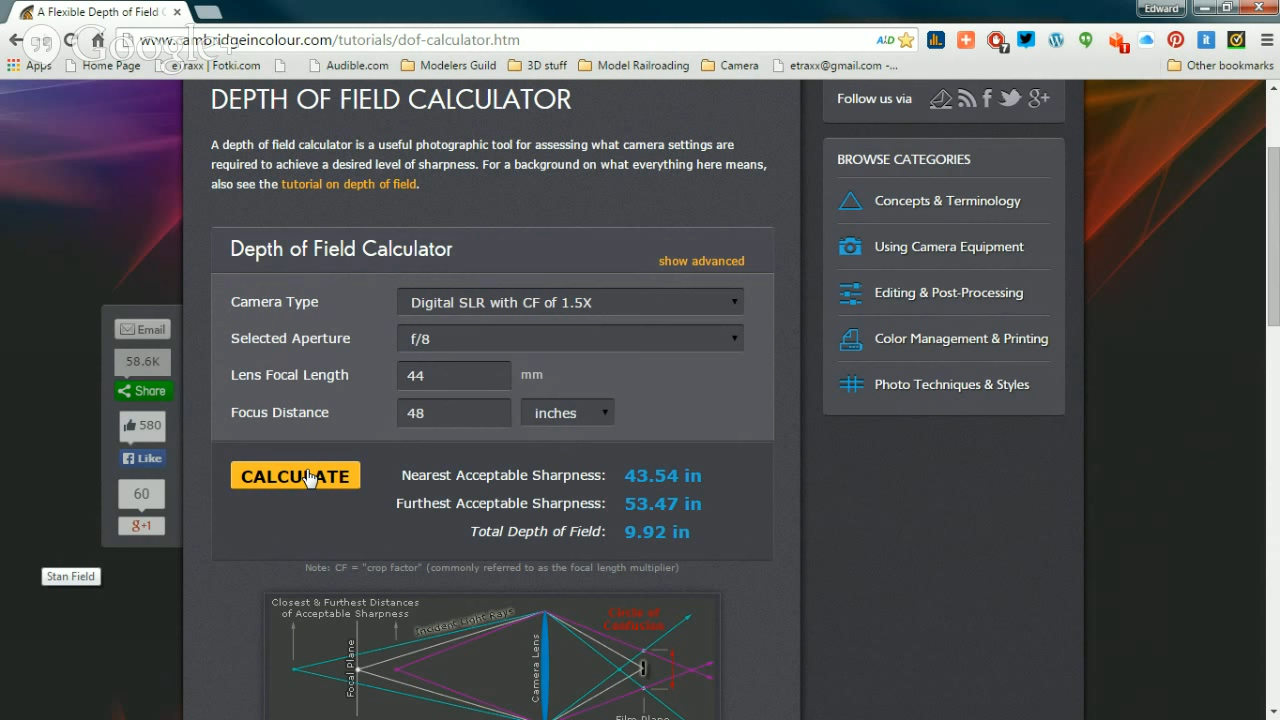 A Flexible Depth of Field C
Edward
Google+
www.cambridgeincolour.com/tutorials/dof-calculator.htm
Apps Home Page etraxx | Fotki.com Audible.com Modelers Guild 3D stuff Model Railroading Camera etraxx@gmail.com -... Other bookmarks
DEPTH OF FIELD CALCULATOR
A depth of field calculator is a useful photographic tool for assessing what camera settings are
required to achieve a desired level of sharpness. For a background on what everything here means,
also see the tutorial on depth of field.
Depth of Field Calculator
show advanced
Camera Type Digital SLR with CF of 1.5X
Selected Aperture f/8
Lens Focal Length 44 mm
Focus Distance 48 inches
CALCULATE
Nearest Acceptable Sharpness: 43.54 in
Furthest Acceptable Sharpness: 53.47 in
Total Depth of Field: 9.92 in
Note: CF = "crop factor" (commonly referred to as the focal length multiplier)
Closest & Furthest Distances
of Acceptable Sharpness
Incident Light Rays
Circle of
Confusion
Focal Plane
Camera Lens
Film Plane
Follow us via
BROWSE CATEGORIES
Concepts & Terminology
Using Camera Equipment
Editing & Post-Processing
Color Management & Printing
Photo Techniques & Styles
Email
58.6K
Share
580
Like
60
g+1
Stan Field